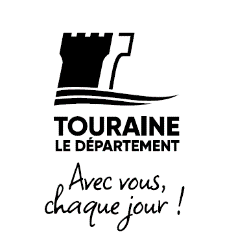 TOURAINE
LE DÉPARTEMENT
Avec vous,
chaque jour !